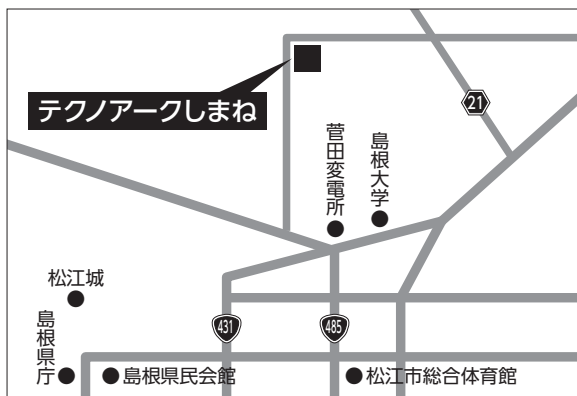 テクノアークしまね
21
菅田変電所
島根大学
松江城
431
485
島根県庁
島根県民会館
松江市総合体育館